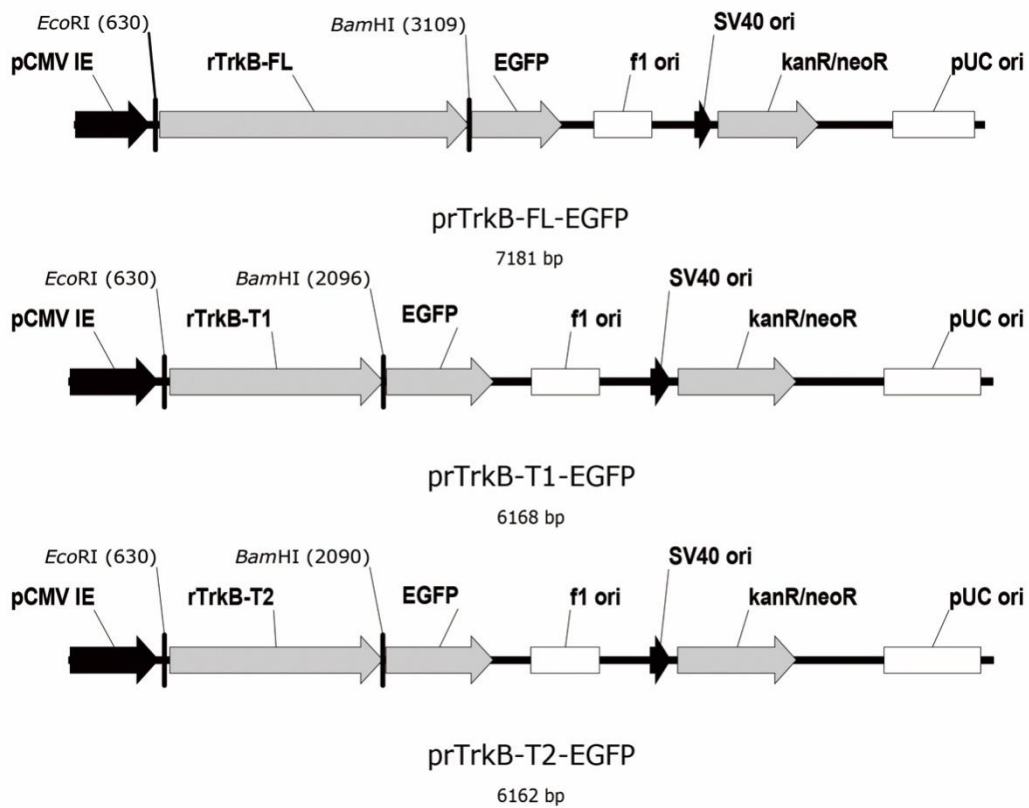 EcoRI (630) BamHI (3109) SV40 ori
pCMV IE rTrkB-FL EGFP f1 ori kanR/neoR pUC ori
prTrkB-FL-EGFP
7181 bp
EcoRI (630) BamHI (2096) SV40 ori
pCMV IE rTrkB-T1 EGFP f1 ori kanR/neoR pUC ori
prTrkB-T1-EGFP
6168 bp
EcoRI (630) BamHI (2090) SV40 ori
pCMV IE rTrkB-T2 EGFP f1 ori kanR/neoR pUC ori
prTrkB-T2-EGFP
6162 bp